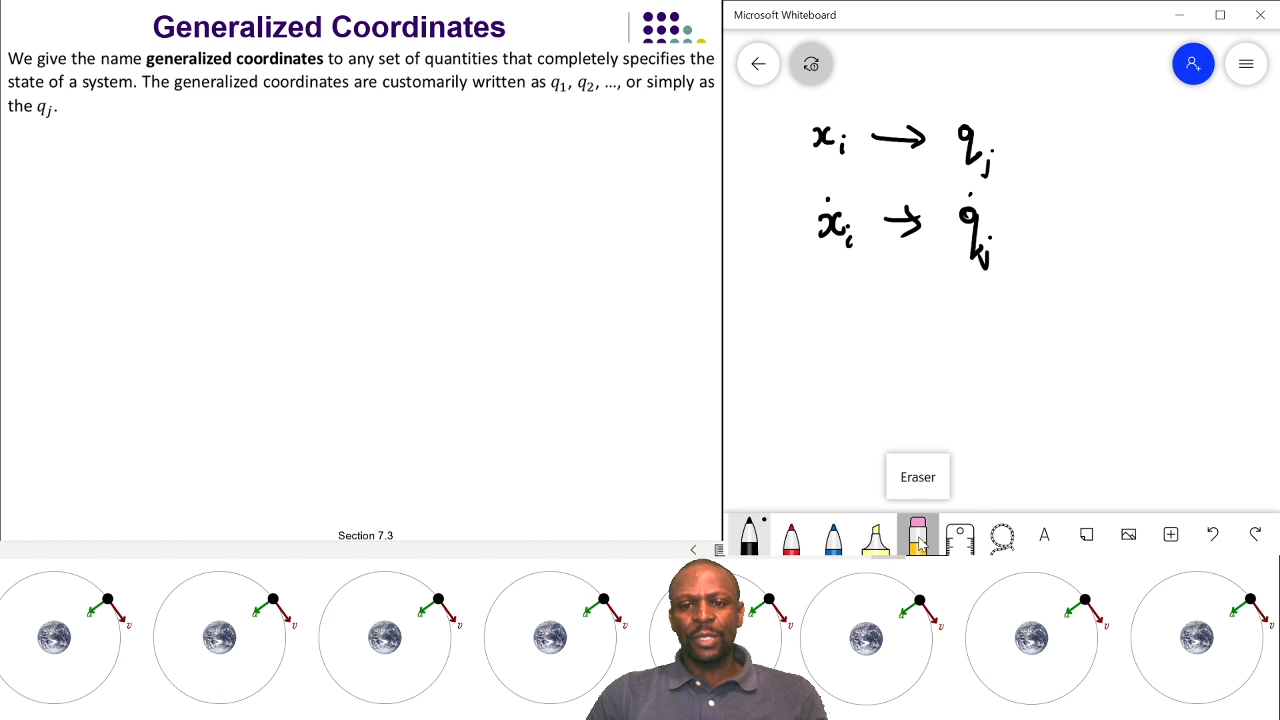 Generalized Coordinates
We give the name generalized coordinates to any set of quantities that completely specifies the
state of a system. The generalized coordinates are customarily written as q₁, q₂, …, or simply as
the qⱼ.
Section 7.3
Microsoft Whiteboard
xᵢ → qⱼ
ẋᵢ → q̇ⱼ
Eraser
A
a v a v a v a v v a v a v a v